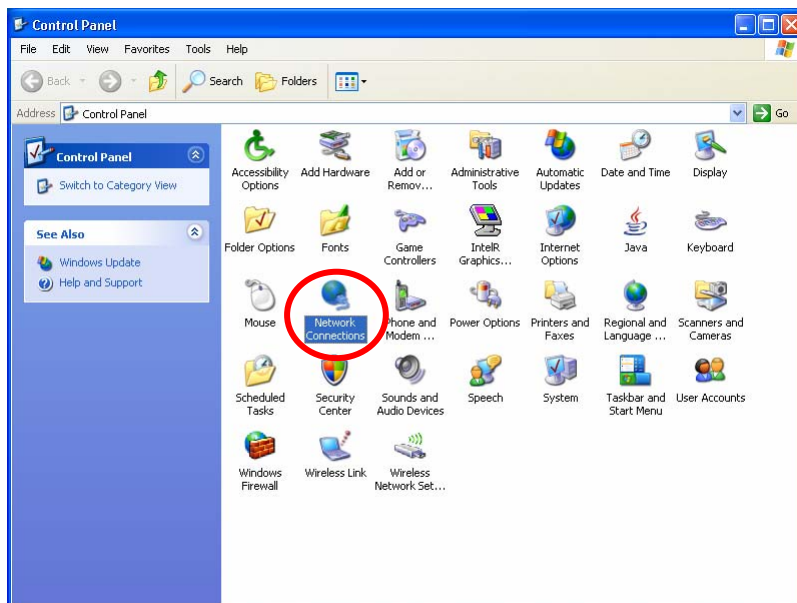 Control Panel
File Edit View Favorites Tools Help
Back Search Folders
Address Control Panel Go
Control Panel
Switch to Category View
See Also
Windows Update
Help and Support
Accessibility Options
Add Hardware
Add or Remov...
Administrative Tools
Automatic Updates
Date and Time
Display
Folder Options
Fonts
Game Controllers
IntelR Graphics...
Internet Options
Java
Keyboard
Mouse
Network Connections
Phone and Modem ...
Power Options
Printers and Faxes
Regional and Language ...
Scanners and Cameras
Scheduled Tasks
Security Center
Sounds and Audio Devices
Speech
System
Taskbar and Start Menu
User Accounts
Windows Firewall
Wireless Link
Wireless Network Set...